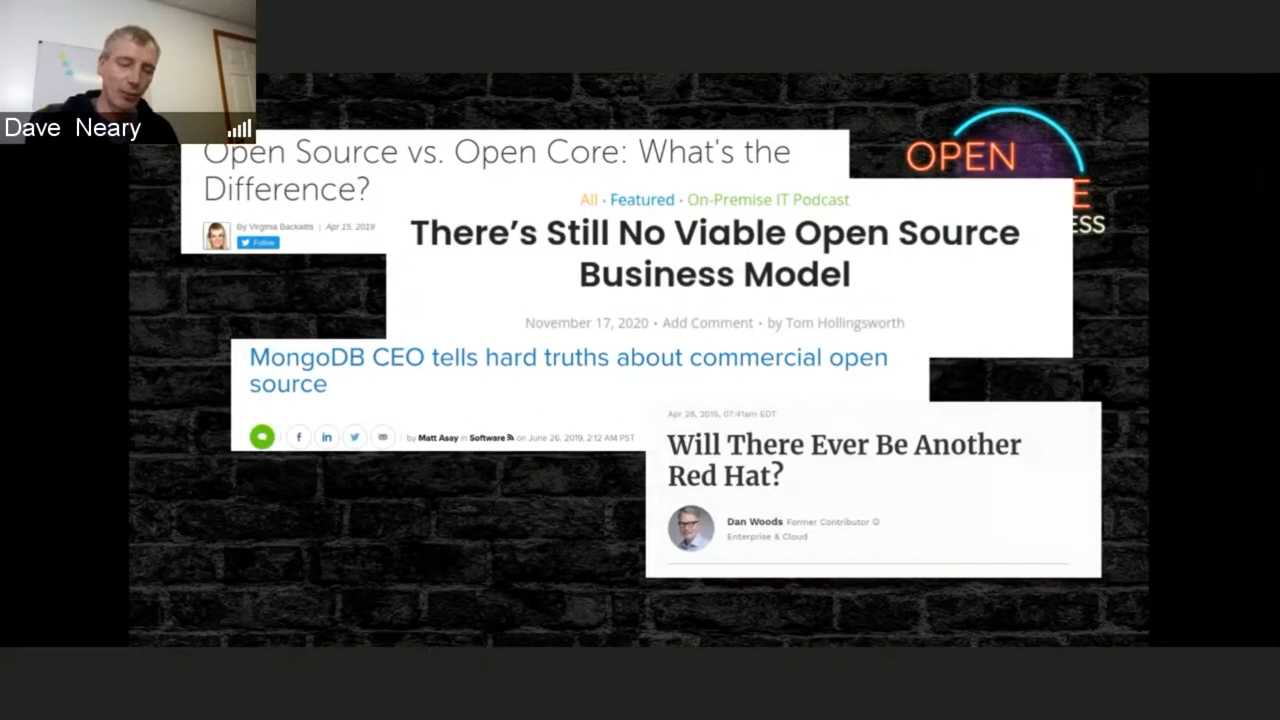 Dave Neary
Open Source vs. Open Core: What's the
Difference?
By Virginia Backaitis | Apr 15, 2019
Follow
OPEN
E
ESS
All • Featured • On-Premise IT Podcast
There’s Still No Viable Open Source
Business Model
November 17, 2020 • Add Comment • by Tom Hollingsworth
MongoDB CEO tells hard truths about commercial open
source
by Matt Asay in Software on June 26, 2019, 2:12 AM PST
Apr 28, 2015, 07:41am EDT
Will There Ever Be Another
Red Hat?
Dan Woods Former Contributor
Enterprise & Cloud